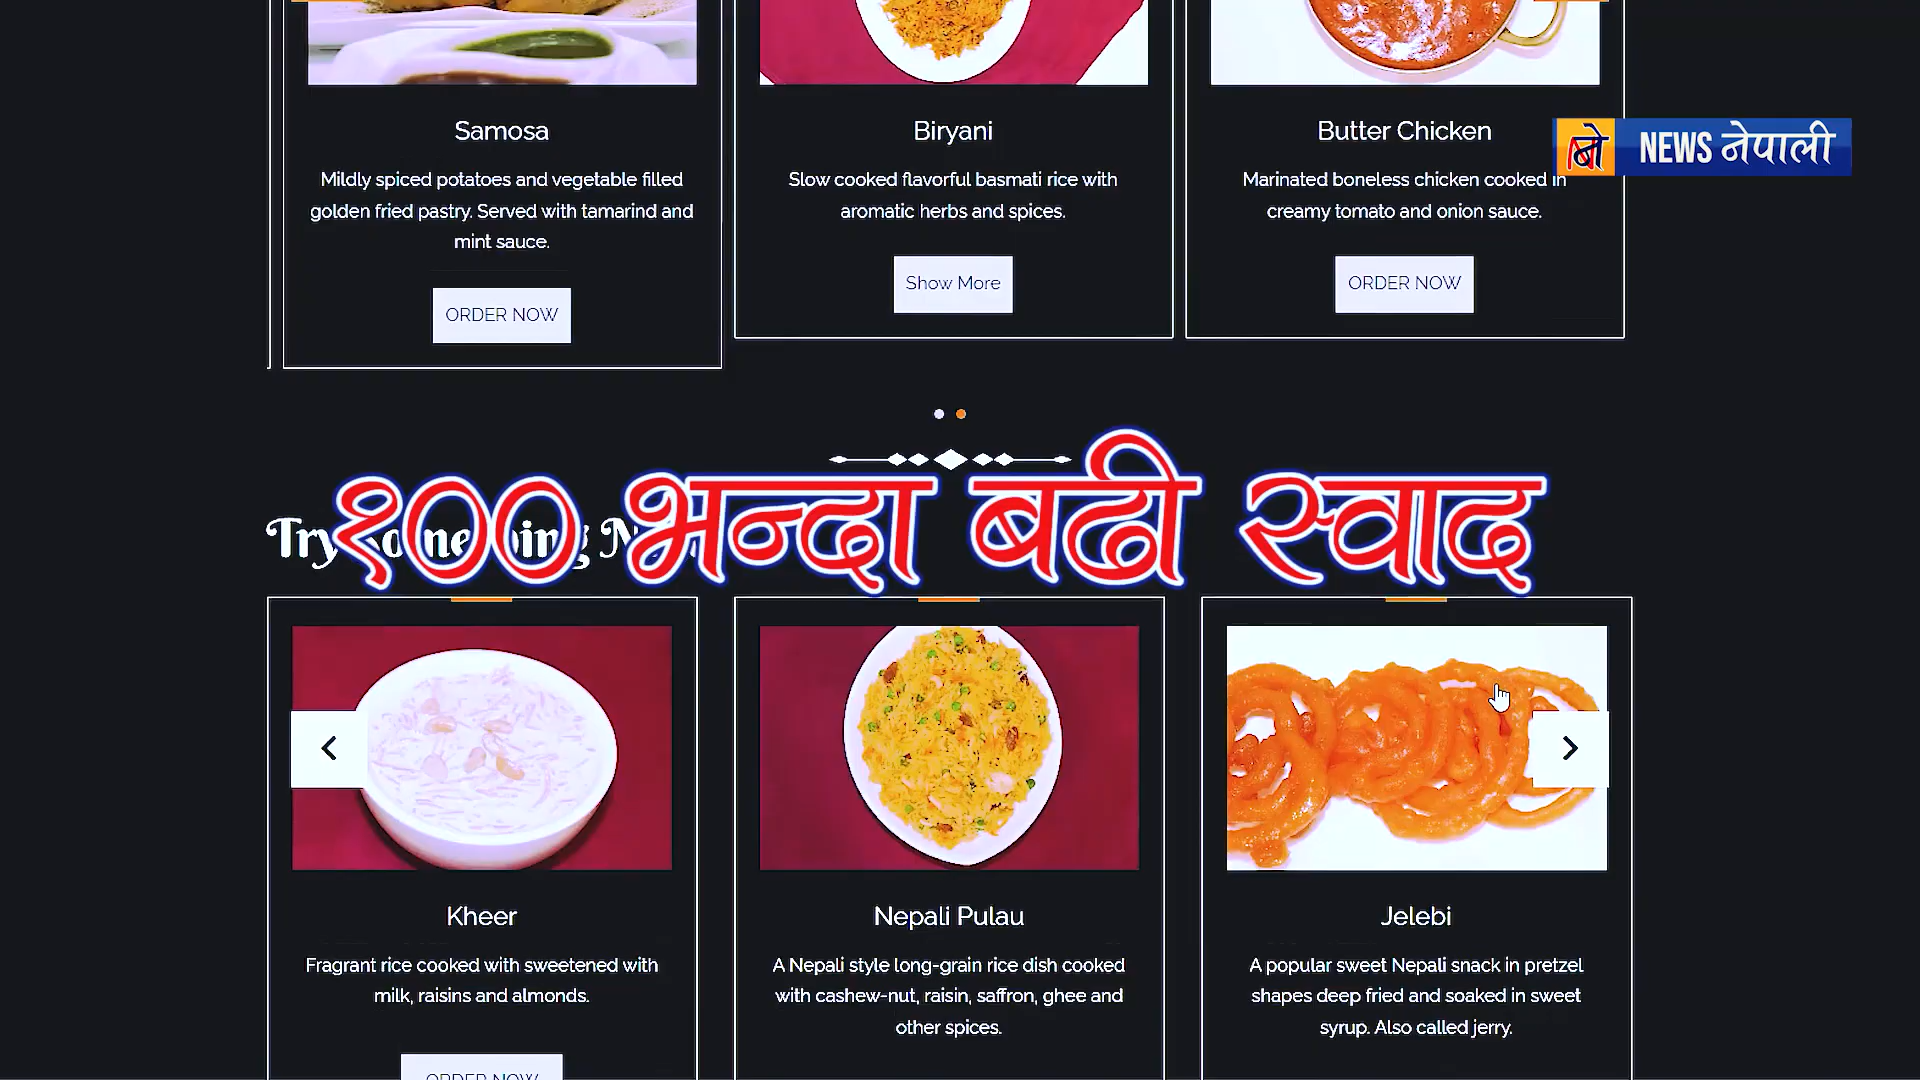 Samosa
Mildly spiced potatoes and vegetable filled
golden fried pastry. Served with tamarind and
mint sauce.
ORDER NOW
Biryani
Slow cooked flavorful basmati rice with
aromatic herbs and spices.
Show More
Butter Chicken
Marinated boneless chicken cooked in
creamy tomato and onion sauce.
ORDER NOW
ने NEWS नेपाली
१०० भन्दा बढी स्वाद
Try
Kheer
Fragrant rice cooked with sweetened with
milk, raisins and almonds.
ORDER NOW
Nepali Pulau
A Nepali style long-grain rice dish cooked
with cashew-nut, raisin, saffron, ghee and
other spices.
Jelebi
A popular sweet Nepali snack in pretzel
shapes deep fried and soaked in sweet
syrup. Also called jerry.